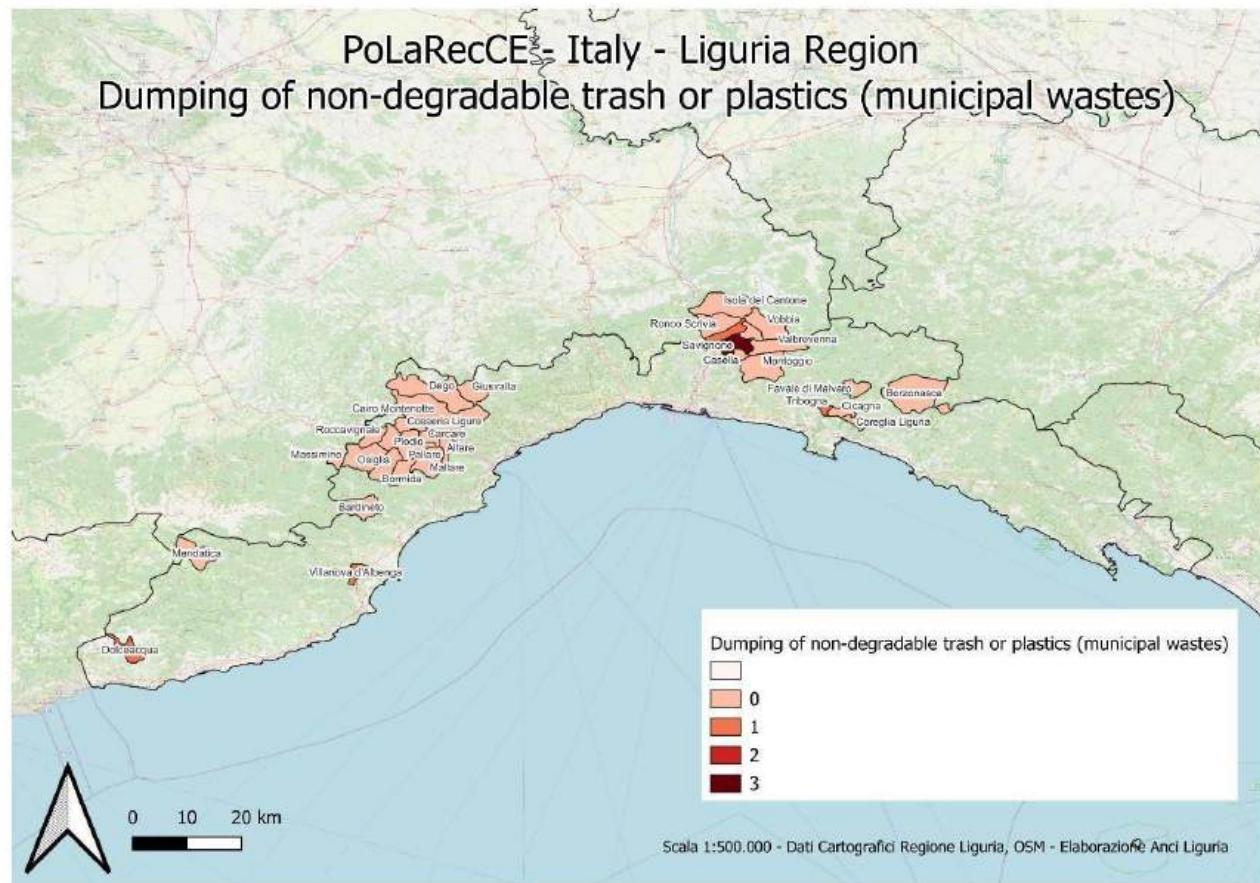 PoLaRecCE - Italy - Liguria Region
Dumping of non-degradable trash or plastics (municipal wastes)
Isola del Cantone
Ronco Scrivia
Vobbia
Savignone
Valbrevenna
Casella
Montoggio
Favale di Malvaro
Tribogna
Cicagna
Borzonasca
Coreglia Ligure
Dego
Giusvalla
Cairo Montenotte
Cosseria Ligure
Roccavignale
Plodio
Carcare
Altare
Massimino
Osiglia
Pallare
Mallare
Bormida
Bardineto
Mendatica
Villanova d'Albenga
Dolceacqua
Dumping of non-degradable trash or plastics (municipal wastes)
0
1
2
3
0 10 20 km
Scala 1:500.000 - Dati Cartografici Regione Liguria, OSM - Elaborazione Anci Liguria